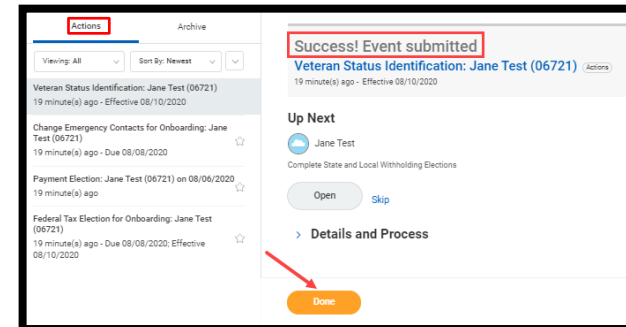 Actions
Archive
Viewing: All
Sort By: Newest
Veteran Status Identification: Jane Test (06721)
19 minute(s) ago - Effective 08/10/2020
Change Emergency Contacts for Onboarding: Jane
Test (06721)
19 minute(s) ago - Due 08/08/2020
Payment Election: Jane Test (06721) on 08/06/2020
19 minute(s) ago
Federal Tax Election for Onboarding: Jane Test
(06721)
19 minute(s) ago - Due 08/08/2020; Effective
08/10/2020
Success! Event submitted
Veteran Status Identification: Jane Test (06721) Actions
19 minute(s) ago - Effective 08/10/2020
Up Next
Jane Test
Complete State and Local Withholding Elections
Open
Skip
Details and Process
Done